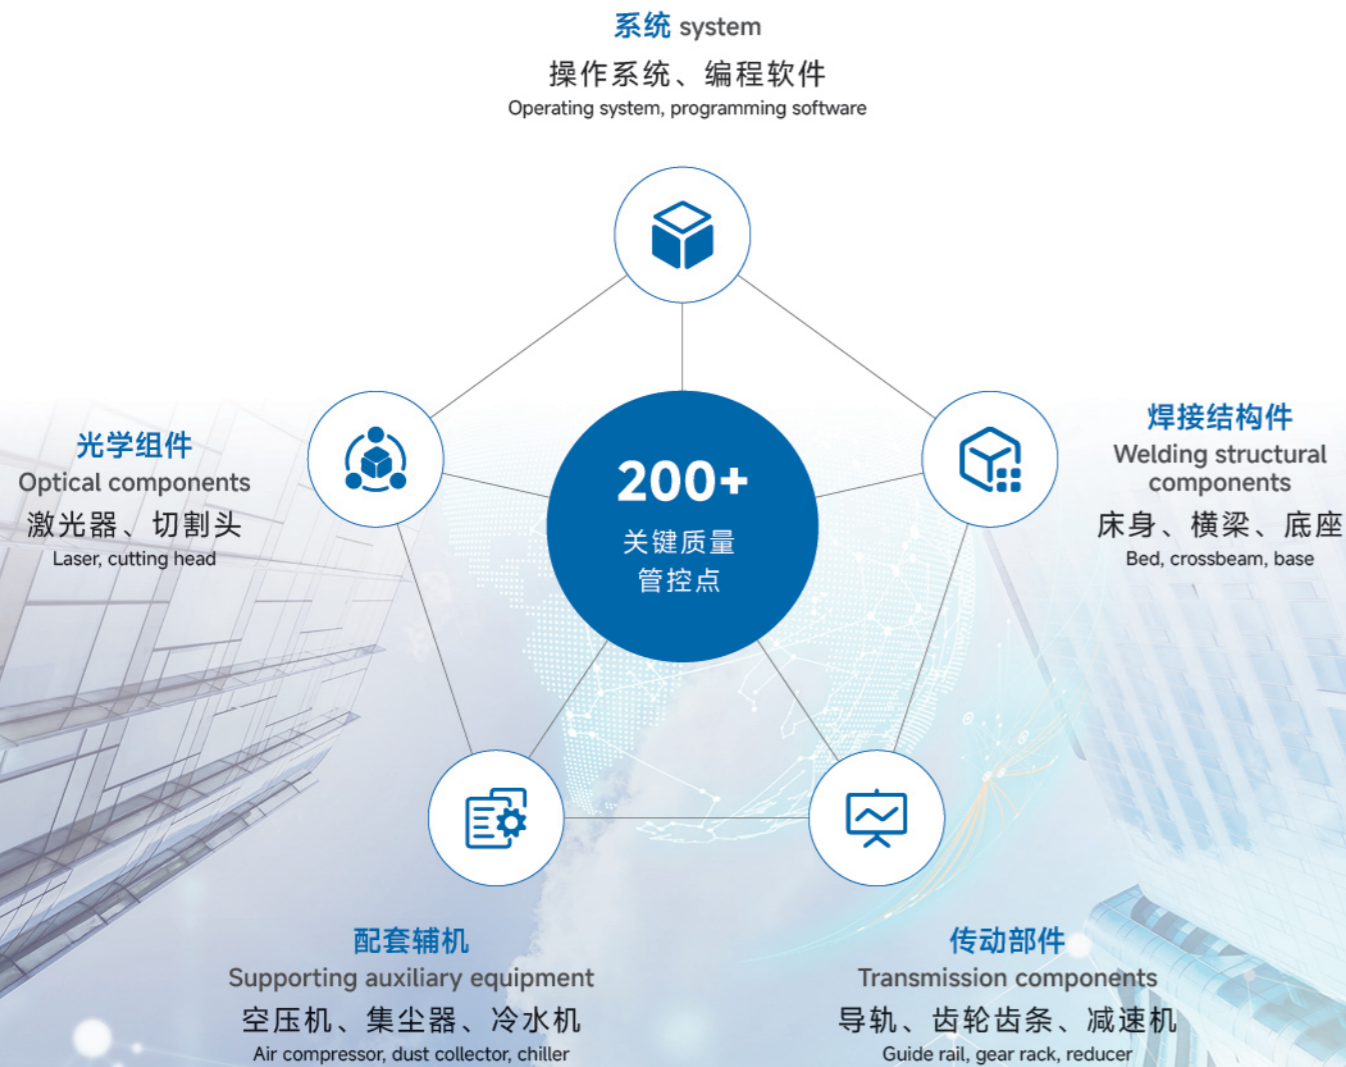 系统 system
操作系统、编程软件
Operating system, programming software
光学组件
Optical components
激光器、切割头
Laser, cutting head
200+
关键质量
管控点
焊接结构件
Welding structural
components
床身、横梁、底座
Bed, crossbeam, base
配套辅机
Supporting auxiliary equipment
空压机、集尘器、冷水机
Air compressor, dust collector, chiller
传动部件
Transmission components
导轨、齿轮齿条、减速机
Guide rail, gear rack, reducer